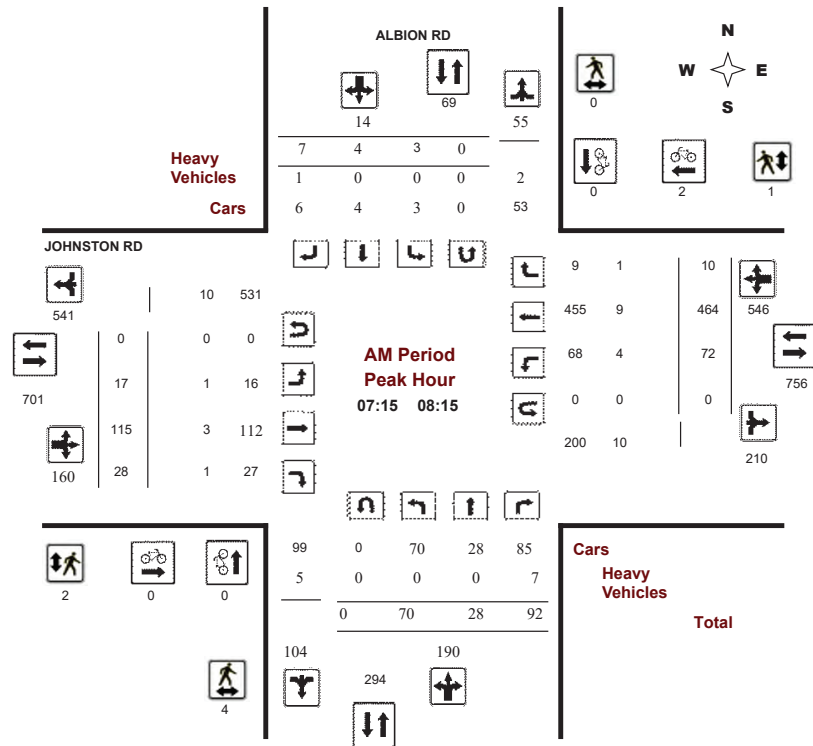 ALBION RD
N
W E
S
69
0
14 55
7 4 3 0
Heavy
Vehicles
1 0 0 0 2
Cars 6 4 3 0 53
0 2 1
JOHNSTON RD
541
10 531
9 1 10
546
0 0 0
455 9 464
AM Period
Peak Hour
07:15 08:15
701
17 1 16
68 4 72
756
115 3 112
0 0 0
160
28 1 27
200 10
210
99 0 70 28 85 Cars
5 0 0 0 7 Heavy
Vehicles
0 70 28 92 Total
2 0 0
104 190
294
4